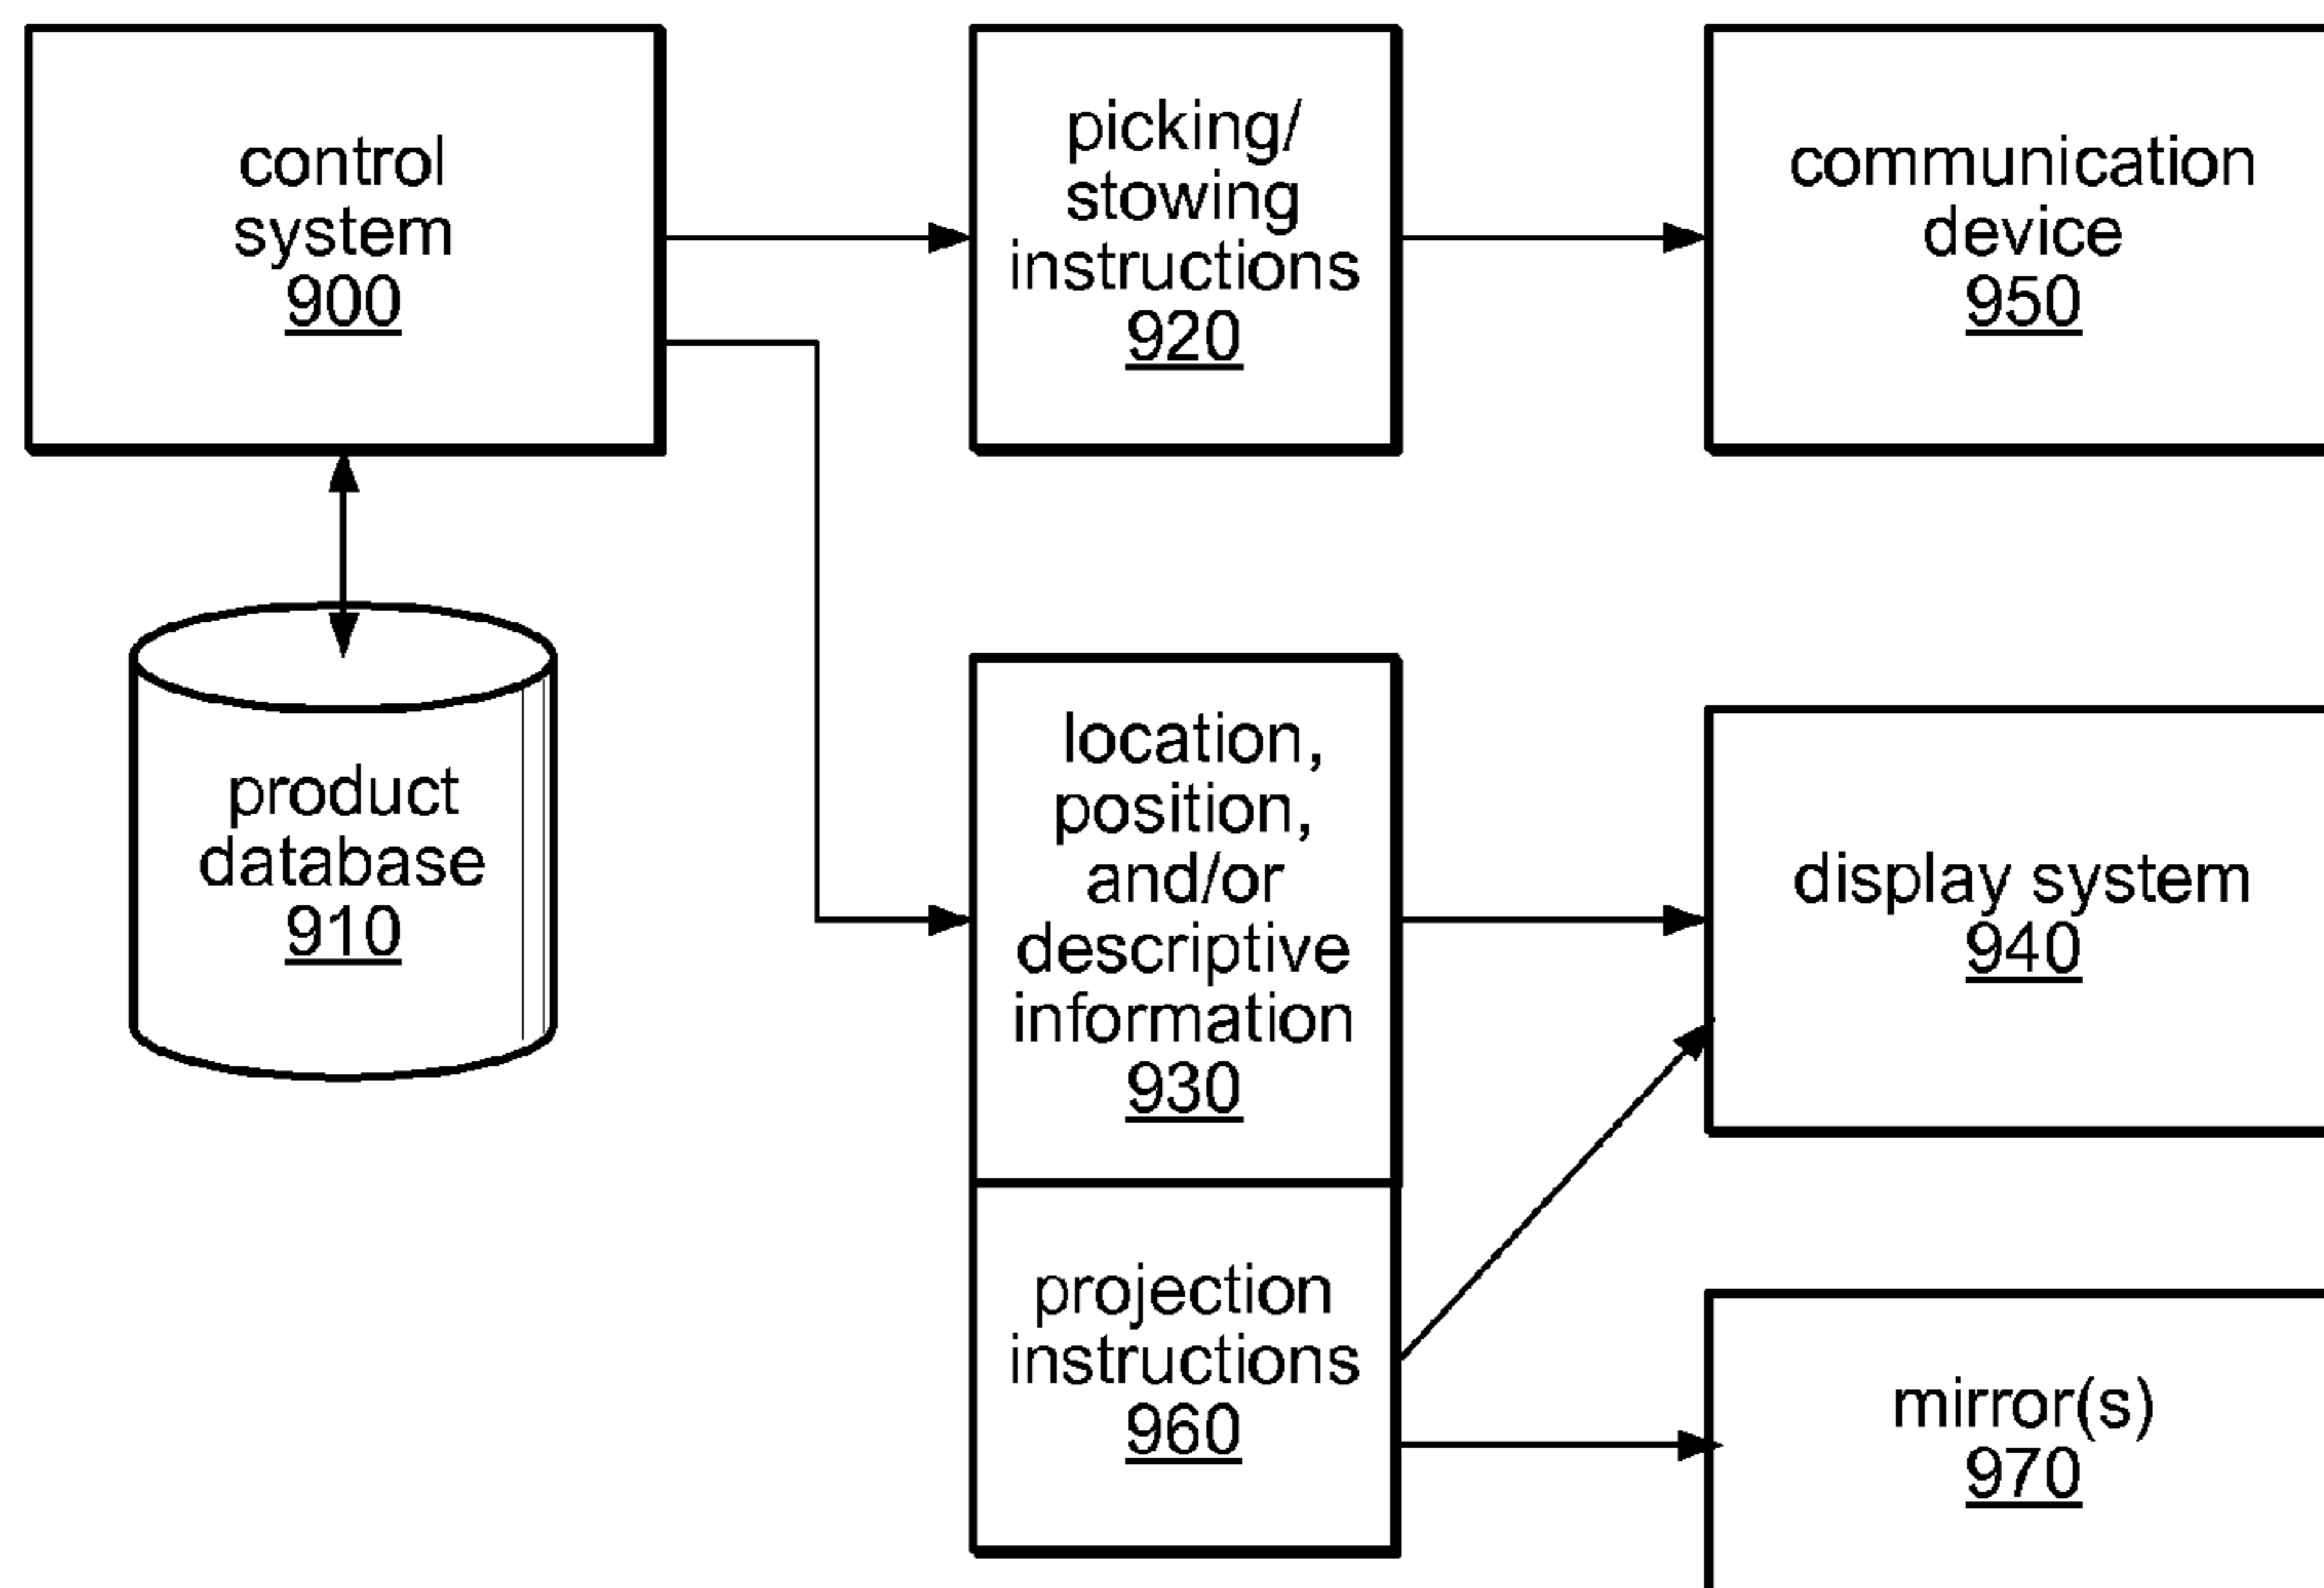 control
system
900
picking/
stowing
instructions
920
communication
device
950
product
database
910
location,
position,
and/or
descriptive
information
930
display system
940
projection
instructions
960
mirror(s)
970